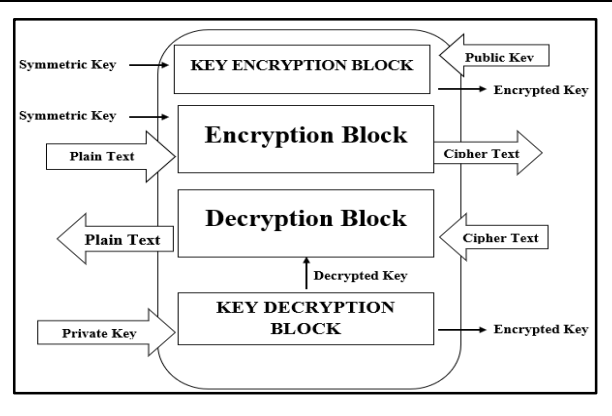 Symmetric Key
KEY ENCRYPTION BLOCK
Public Key
Encrypted Key
Symmetric Key
Encryption Block
Plain Text
Cipher Text
Decryption Block
Plain Text
Cipher Text
Decrypted Key
KEY DECRYPTION
BLOCK
Private Key
Encrypted Key